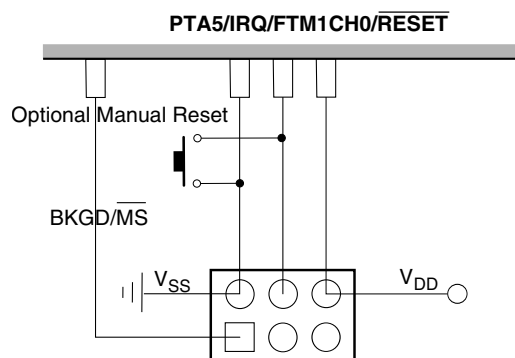 PTA5/IRQ/FTM1CH0/RESET
Optional Manual Reset
BKGD/MS
VSS
VDD